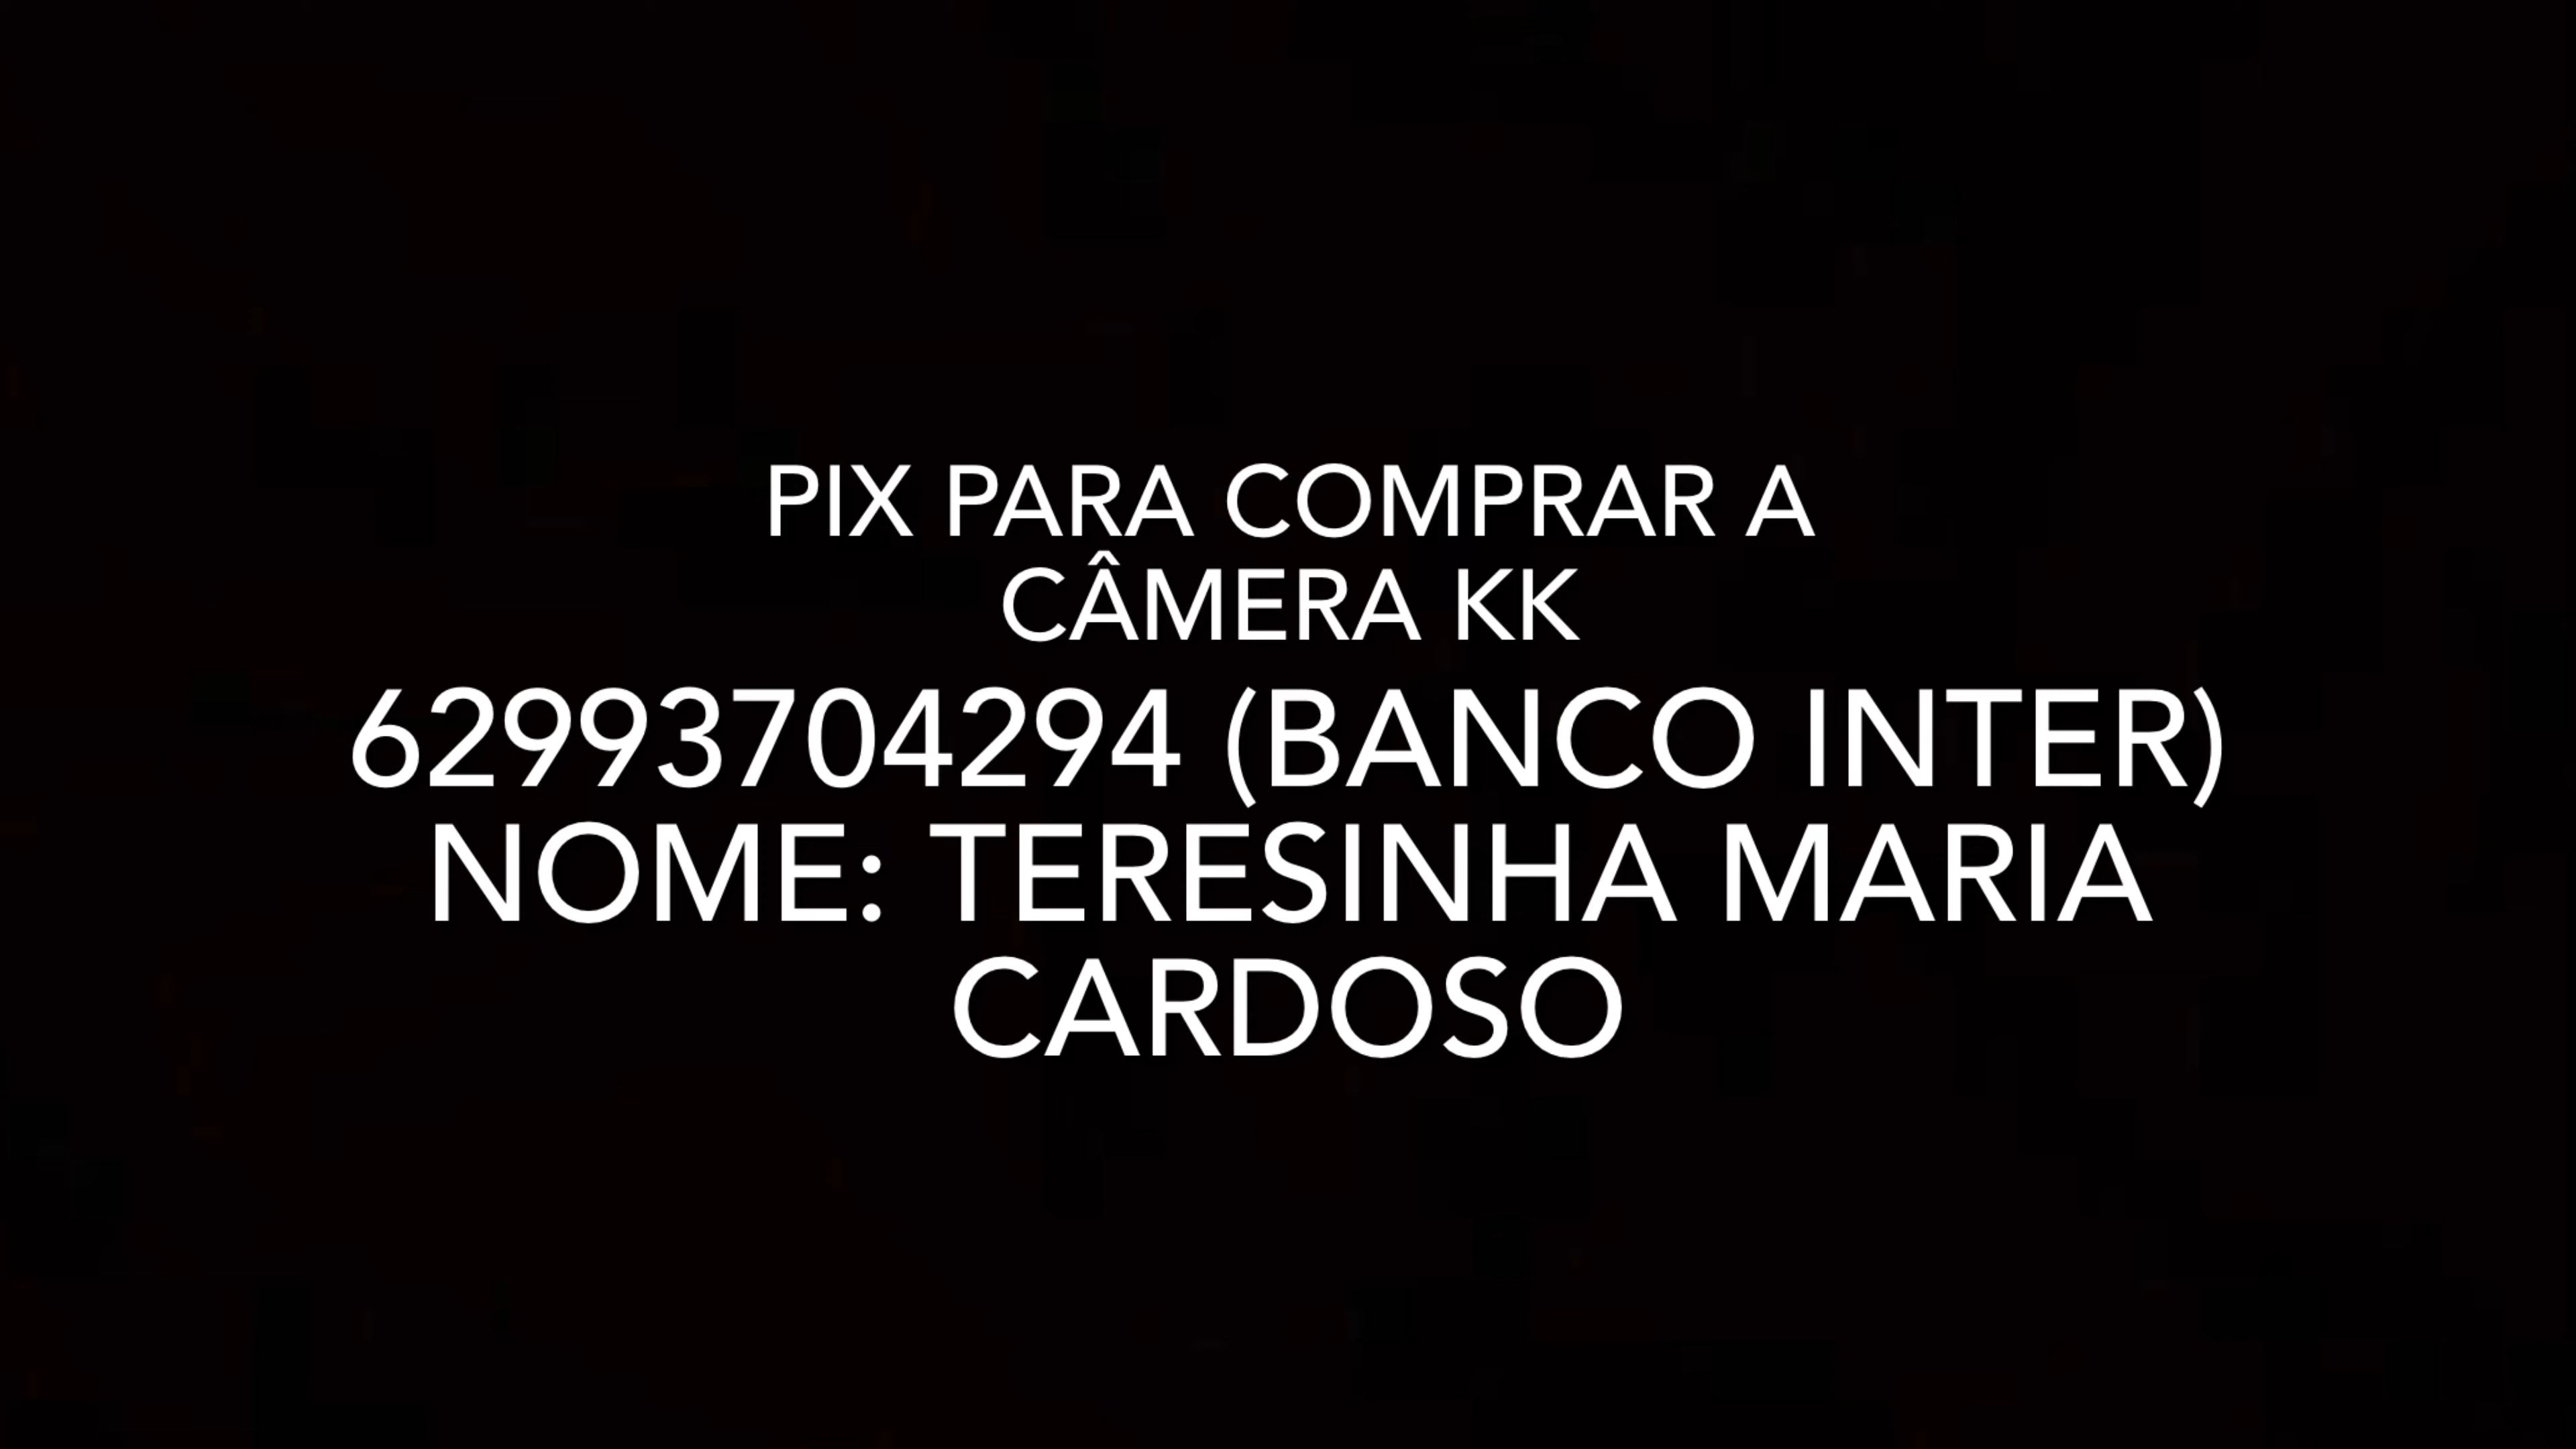 PIX PARA COMPRAR A
CÂMERA KK
62993704294 (BANCO INTER)
NOME: TERESINHA MARIA
CARDOSO